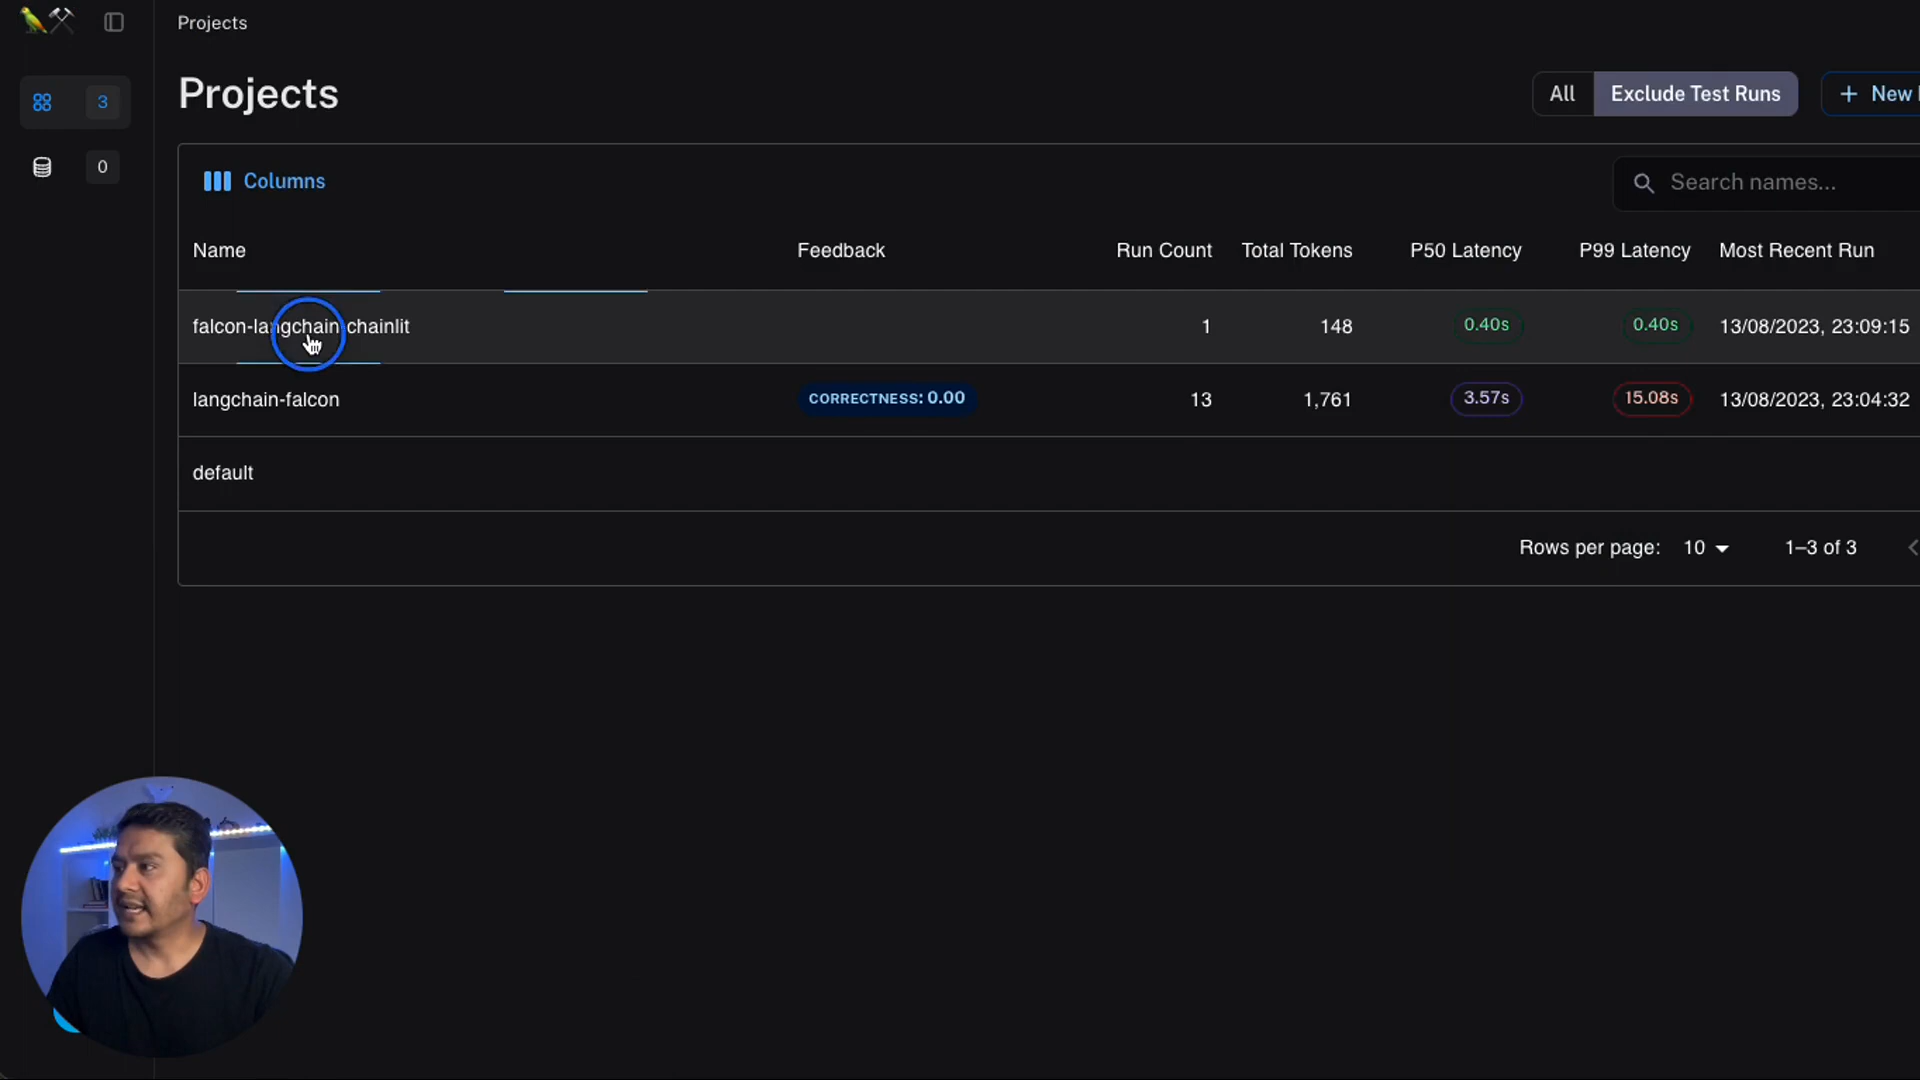 Projects
Projects
All
Exclude Test Runs
+ New
3
0
Columns
Search names...
Name Feedback Run Count Total Tokens P50 Latency P99 Latency Most Recent Run
falcon-langchain-chainlit 1 148 0.40s 0.40s 13/08/2023, 23:09:15
langchain-falcon CORRECTNESS: 0.00 13 1,761 3.57s 15.08s 13/08/2023, 23:04:32
default
Rows per page: 10 1–3 of 3